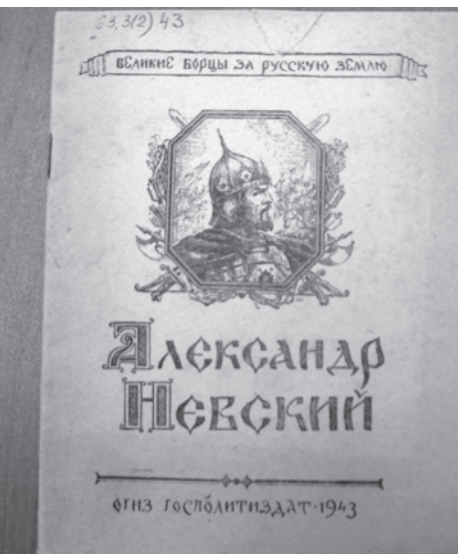 63.3(2)43
ВЕЛИКИЕ БОРЦЫ ЗА РУССКУЮ ЗЕМЛЮ
АЛЕКСАНДР
НЕВСКИЙ
ОГИЗ ГОСПОЛИТИЗДАТ·1943